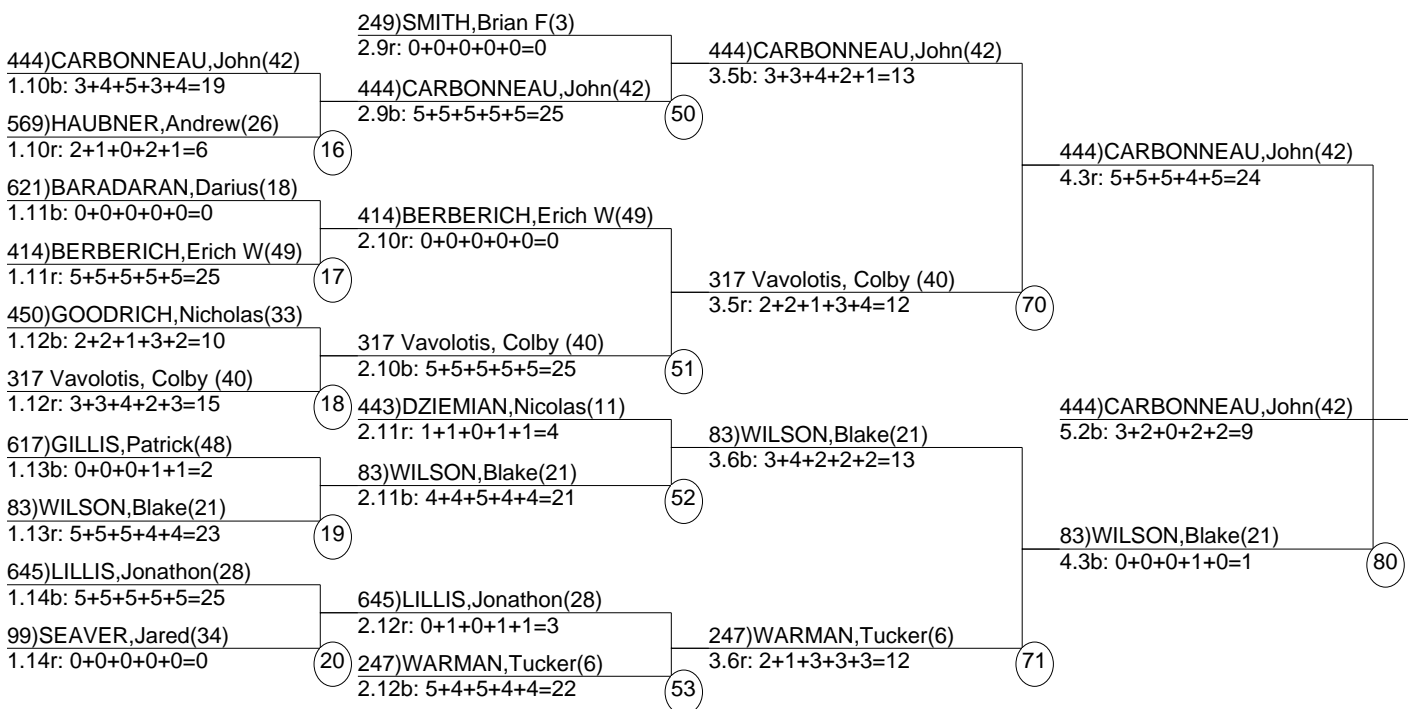 444)CARBONNEAU,John(42)
1.10b: 3+4+5+3+4=19
569)HAUBNER,Andrew(26)
1.10r: 2+1+0+2+1=6
16
621)BARADARAN,Darius(18)
1.11b: 0+0+0+0+0=0
414)BERBERICH,Erich W(49)
1.11r: 5+5+5+5+5=25
17
450)GOODRICH,Nicholas(33)
1.12b: 2+2+1+3+2=10
317 Vavolotis, Colby (40)
1.12r: 3+3+4+2+3=15
18
617)GILLIS,Patrick(48)
1.13b: 0+0+0+1+1=2
83)WILSON,Blake(21)
1.13r: 5+5+5+4+4=23
19
645)LILLIS,Jonathon(28)
1.14b: 5+5+5+5+5=25
99)SEAVER,Jared(34)
1.14r: 0+0+0+0+0=0
20
249)SMITH,Brian F(3)
2.9r: 0+0+0+0+0=0
444)CARBONNEAU,John(42)
2.9b: 5+5+5+5+5=25
50
414)BERBERICH,Erich W(49)
2.10r: 0+0+0+0+0=0
317 Vavolotis, Colby (40)
2.10b: 5+5+5+5+5=25
51
443)DZIEMIAN,Nicolas(11)
2.11r: 1+1+0+1+1=4
83)WILSON,Blake(21)
2.11b: 4+4+5+4+4=21
52
645)LILLIS,Jonathon(28)
2.12r: 0+1+0+1+1=3
247)WARMAN,Tucker(6)
2.12b: 5+4+5+4+4=22
53
444)CARBONNEAU,John(42)
3.5b: 3+3+4+2+1=13
317 Vavolotis, Colby (40)
3.5r: 2+2+1+3+4=12
70
83)WILSON,Blake(21)
3.6b: 3+4+2+2+2=13
247)WARMAN,Tucker(6)
3.6r: 2+1+3+3+3=12
71
444)CARBONNEAU,John(42)
4.3r: 5+5+5+4+5=24
83)WILSON,Blake(21)
4.3b: 0+0+0+1+0=1
80
444)CARBONNEAU,John(42)
5.2b: 3+2+0+2+2=9